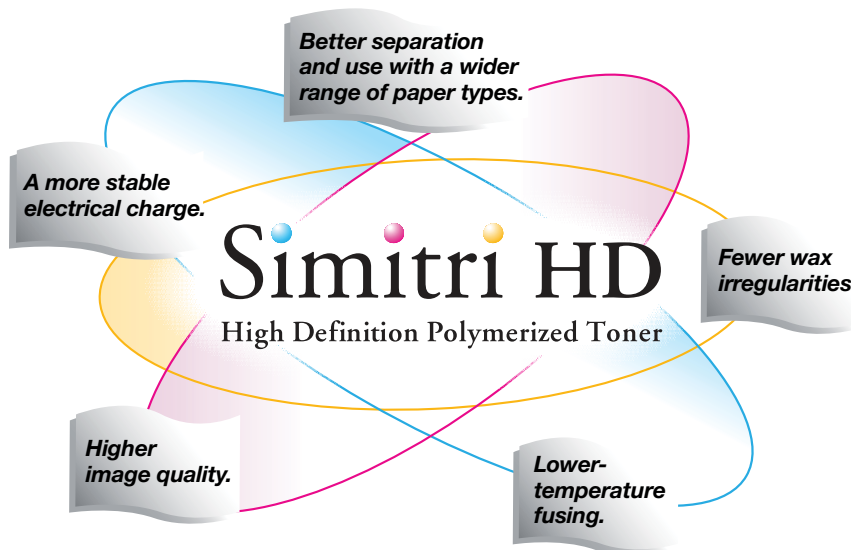 Better separation
and use with a wider
range of paper types.
A more stable
electrical charge.
Simitri HD
High Definition Polymerized Toner
Fewer wax
irregularities
Higher
image quality.
Lower-
temperature
fusing.